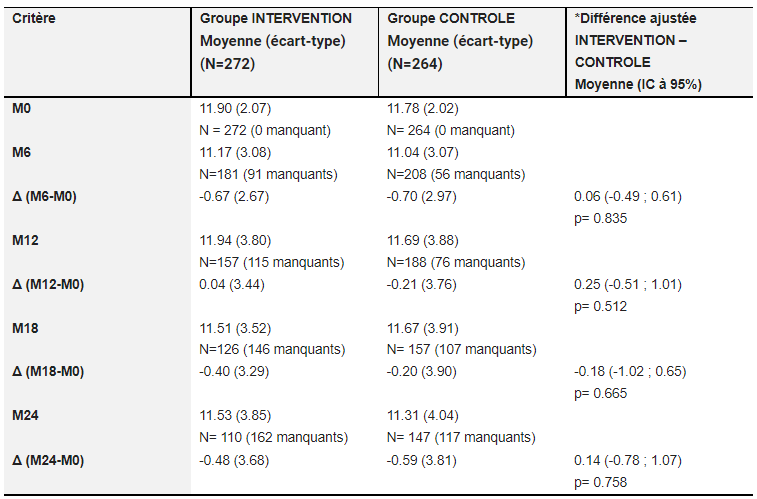 Critère
Groupe INTERVENTION
Moyenne (écart-type)
(N=272)
Groupe CONTROLE
Moyenne (écart-type)
(N=264)
*Différence ajustée
INTERVENTION –
CONTROLE
Moyenne (IC à 95%)
M0
11.90 (2.07)
11.78 (2.02)
N = 272 (0 manquant)
N= 264 (0 manquant)
M6
11.17 (3.08)
11.04 (3.07)
N=181 (91 manquants)
N=208 (56 manquants)
Δ (M6-M0)
-0.67 (2.67)
-0.70 (2.97)
0.06 (-0.49 ; 0.61)
p= 0.835
M12
11.94 (3.80)
11.69 (3.88)
N=157 (115 manquants)
N=188 (76 manquants)
Δ (M12-M0)
0.04 (3.44)
-0.21 (3.76)
0.25 (-0.51 ; 1.01)
p= 0.512
M18
11.51 (3.52)
11.67 (3.91)
N=126 (146 manquants)
N= 157 (107 manquants)
Δ (M18-M0)
-0.40 (3.29)
-0.20 (3.90)
-0.18 (-1.02 ; 0.65)
p= 0.665
M24
11.53 (3.85)
11.31 (4.04)
N= 110 (162 manquants)
N= 147 (117 manquants)
Δ (M24-M0)
-0.48 (3.68)
-0.59 (3.81)
0.14 (-0.78 ; 1.07)
p= 0.758